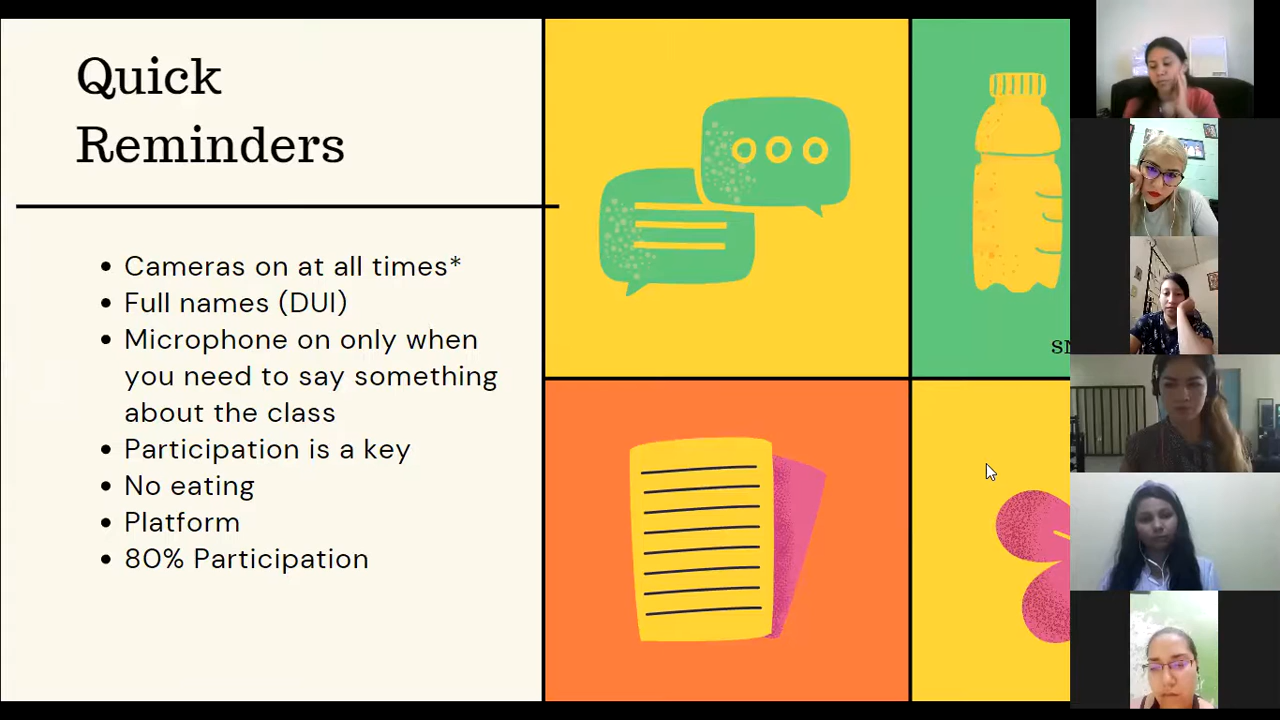 Quick
Reminders
• Cameras on at all times*
• Full names (DUI)
• Microphone on only when
you need to say something
about the class
• Participation is a key
• No eating
• Platform
• 80% Participation